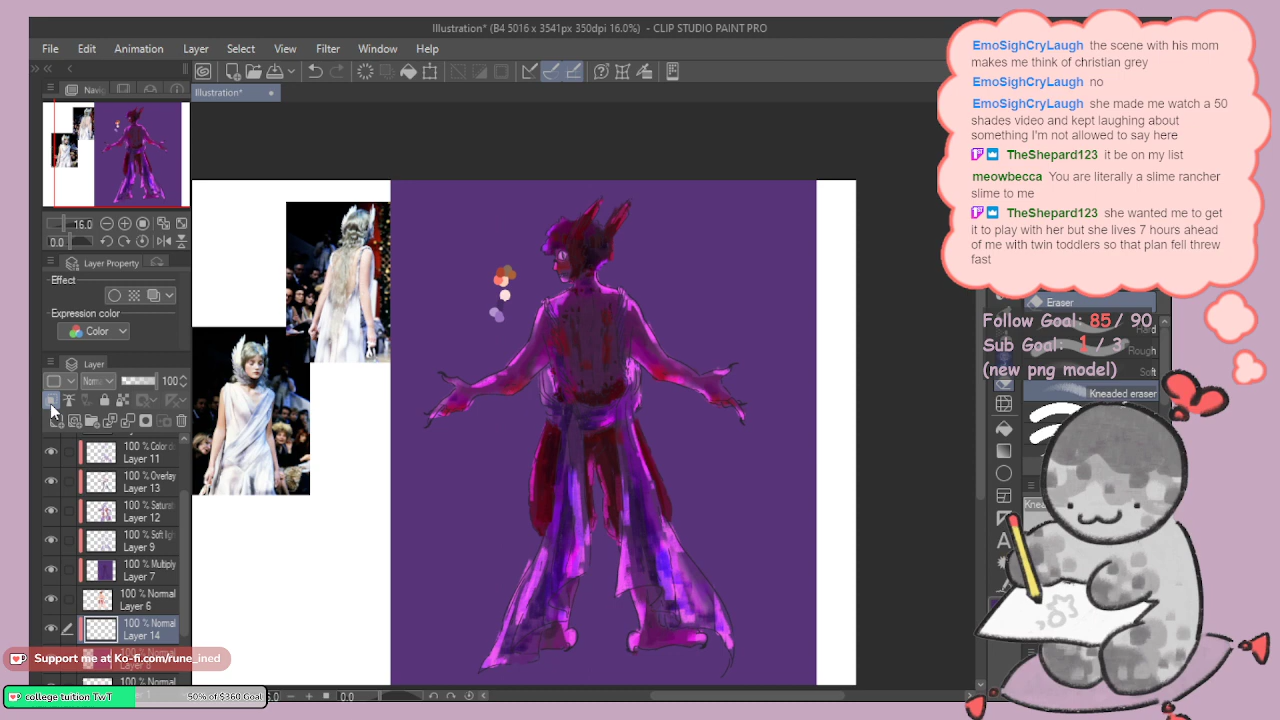 Illustration* (B4 5016 x 3541px 350dpi 16.0%) - CLIP STUDIO PAINT PRO
File Edit Animation Layer Select View Filter Window Help
Illustration*
16.0
0.0
Layer Property
Effect
Expression color
Color
Layer
100
100 %
Layer 11
100 % Overlay
Layer 13
100 %
Layer 12
100 %
Layer 9
100 % Multiply
Layer 7
100 % Normal
Layer 6
100 % Normal
Layer 14
Support me at Ko-fi.com/rune_ined
college tuition TwT 50% of $360 Goal
0.0
EmoSighCryLaugh the scene with his mom
makes me think of christian grey
EmoSighCryLaugh no
EmoSighCryLaugh she made me watch a 50
shades video and kept laughing about
something I'm not allowed to say here
TheShepard123 it be on my list
meowbecca You are literally a slime rancher
slime to me
TheShepard123 she wanted me to get
it to play with her but she lives 7 hours ahead
of me with twin toddlers so that plan fell threw
fast
Eraser
Follow Goal: 85 / 90
Hard
Sub Goal: 1 / 3
Rough
(new png model)
Soft
Kneaded eraser